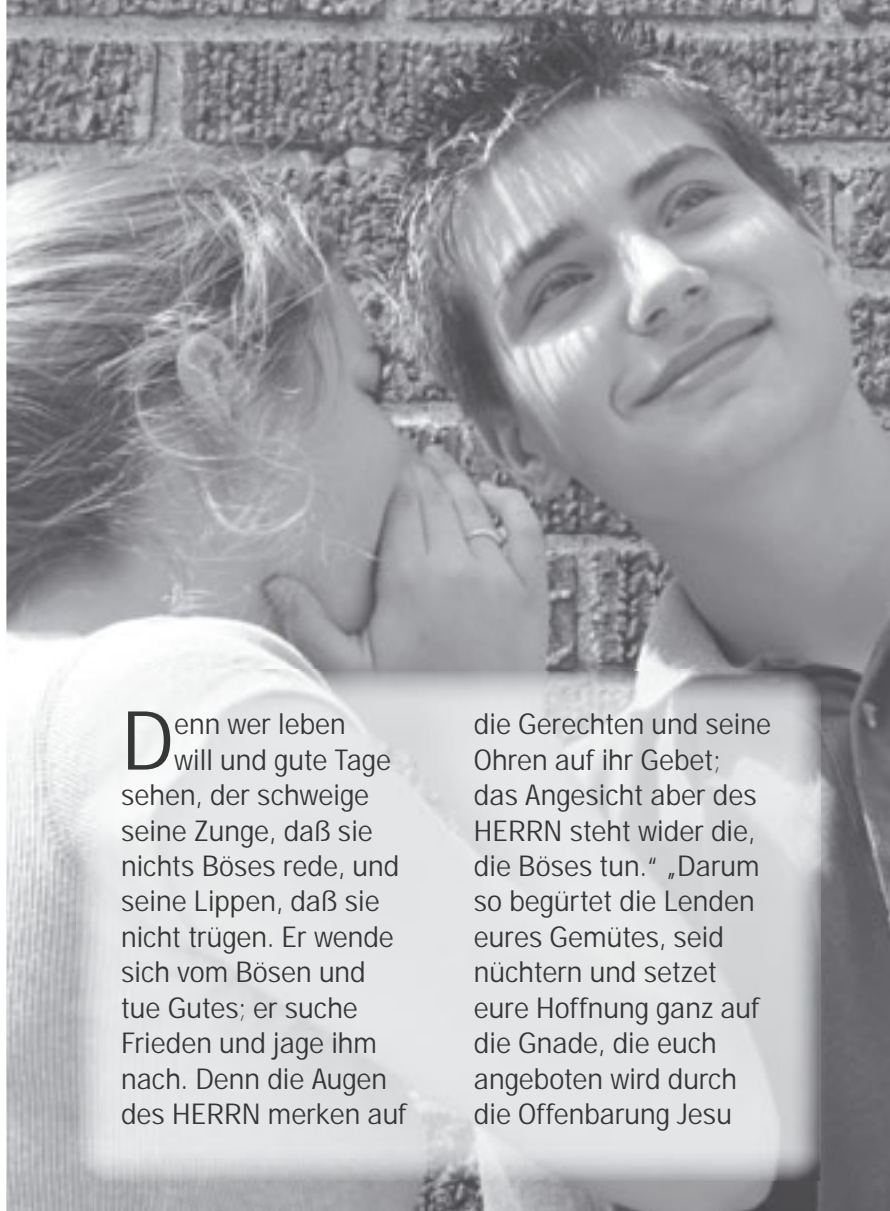 Denn wer leben
will und gute Tage
sehen, der schweige
seine Zunge, daß sie
nichts Böses rede, und
seine Lippen, daß sie
nicht trügen. Er wende
sich vom Bösen und
tue Gutes; er suche
Frieden und jage ihm
nach. Denn die Augen
des HERRN merken auf
die Gerechten und seine
Ohren auf ihr Gebet;
das Angesicht aber des
HERRN steht wider die,
die Böses tun.“ „Darum
so begürtet die Lenden
eures Gemütes, seid
nüchtern und setzet
eure Hoffnung ganz auf
die Gnade, die euch
angeboten wird durch
die Offenbarung Jesu